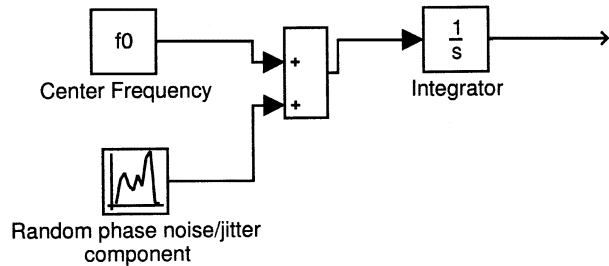 f0
Center Frequency
+
+
1
s
Integrator
Random phase noise/jitter
component